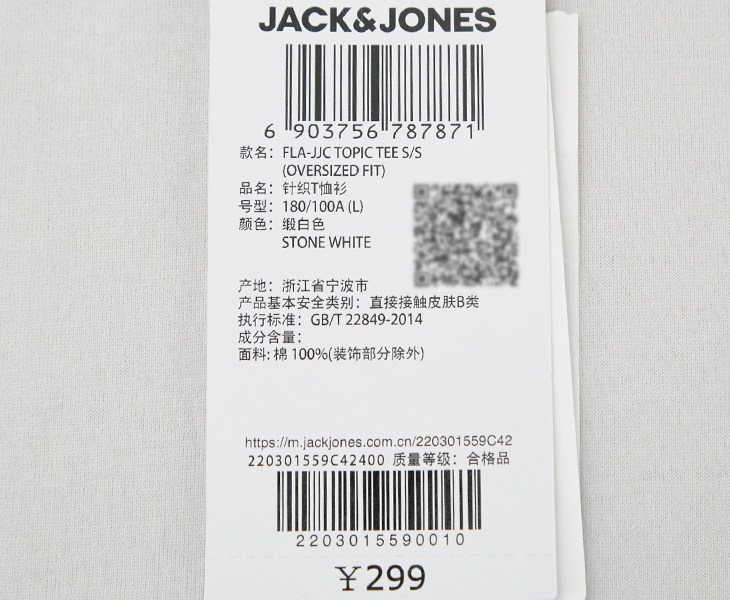 JACK&JONES
6 903756 787871
款名: FLA-JJC TOPIC TEE S/S
(OVERSIZED FIT)
品名: 针织T恤衫
号型: 180/100A (L)
颜色: 缎白色
STONE WHITE
产地: 浙江省宁波市
产品基本安全类别: 直接接触皮肤B类
执行标准: GB/T 22849-2014
成分含量:
面料: 棉 100%(装饰部分除外)
https://m.jackjones.com.cn/220301559C42
220301559C42400 质量等级: 合格品
2203015590010
￥299